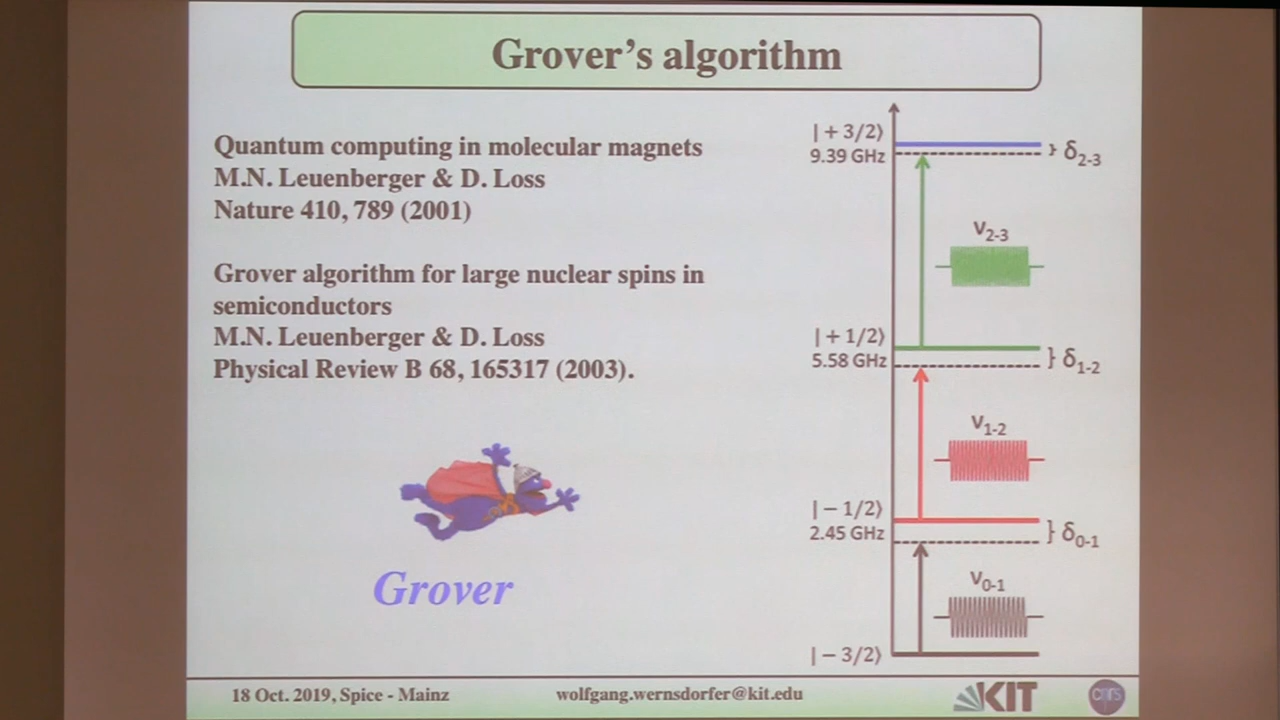 Grover's algorithm
Quantum computing in molecular magnets
M.N. Leuenberger & D. Loss
Nature 410, 789 (2001)
Grover algorithm for large nuclear spins in
semiconductors
M.N. Leuenberger & D. Loss
Physical Review B 68, 165317 (2003).
Grover
| + 3/2⟩
9.39 GHz
} δ2-3
ν2-3
| + 1/2⟩
5.58 GHz
} δ1-2
ν1-2
| − 1/2⟩
2.45 GHz
} δ0-1
ν0-1
| − 3/2⟩
18 Oct. 2019, Spice - Mainz
wolfgang.wernsdorfer@kit.edu
KIT
cnrs